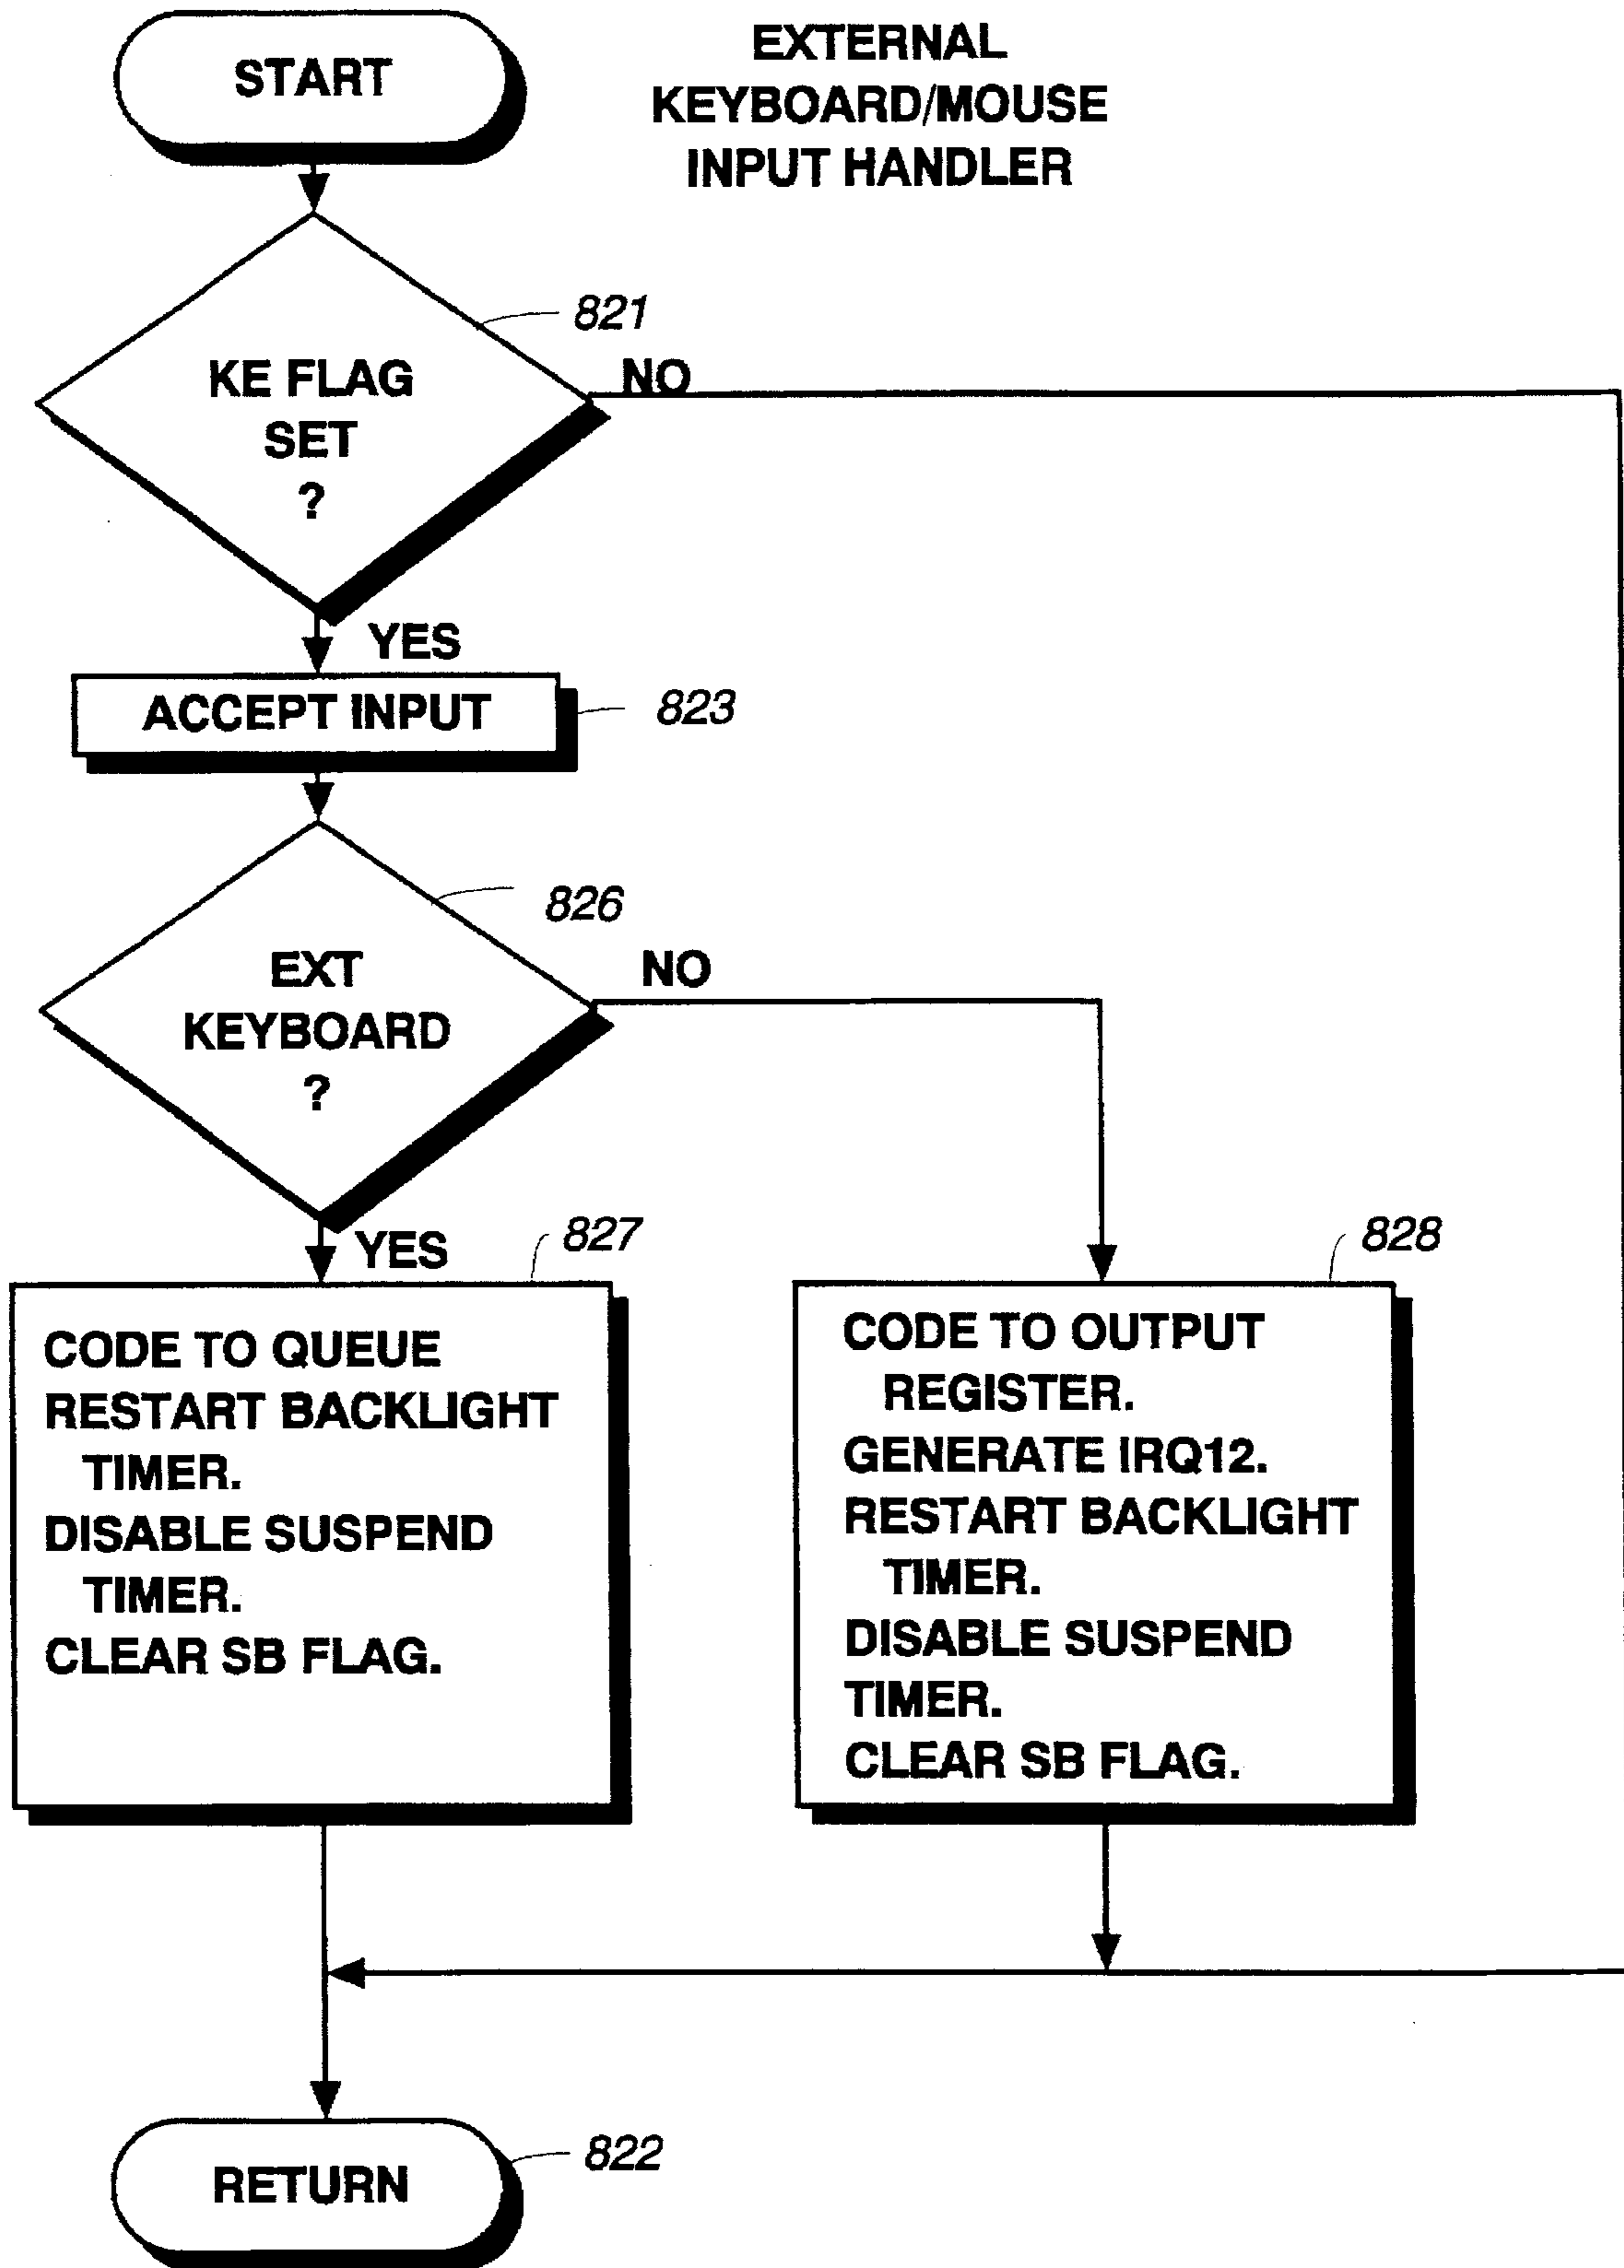 START
EXTERNAL
KEYBOARD/MOUSE
INPUT HANDLER
821
KE FLAG
SET
?
NO
YES
ACCEPT INPUT
823
826
EXT
KEYBOARD
?
NO
YES
827
CODE TO QUEUE
RESTART BACKLIGHT
TIMER.
DISABLE SUSPEND
TIMER.
CLEAR SB FLAG.
828
CODE TO OUTPUT
REGISTER.
GENERATE IRQ12.
RESTART BACKLIGHT
TIMER.
DISABLE SUSPEND
TIMER.
CLEAR SB FLAG.
RETURN
822